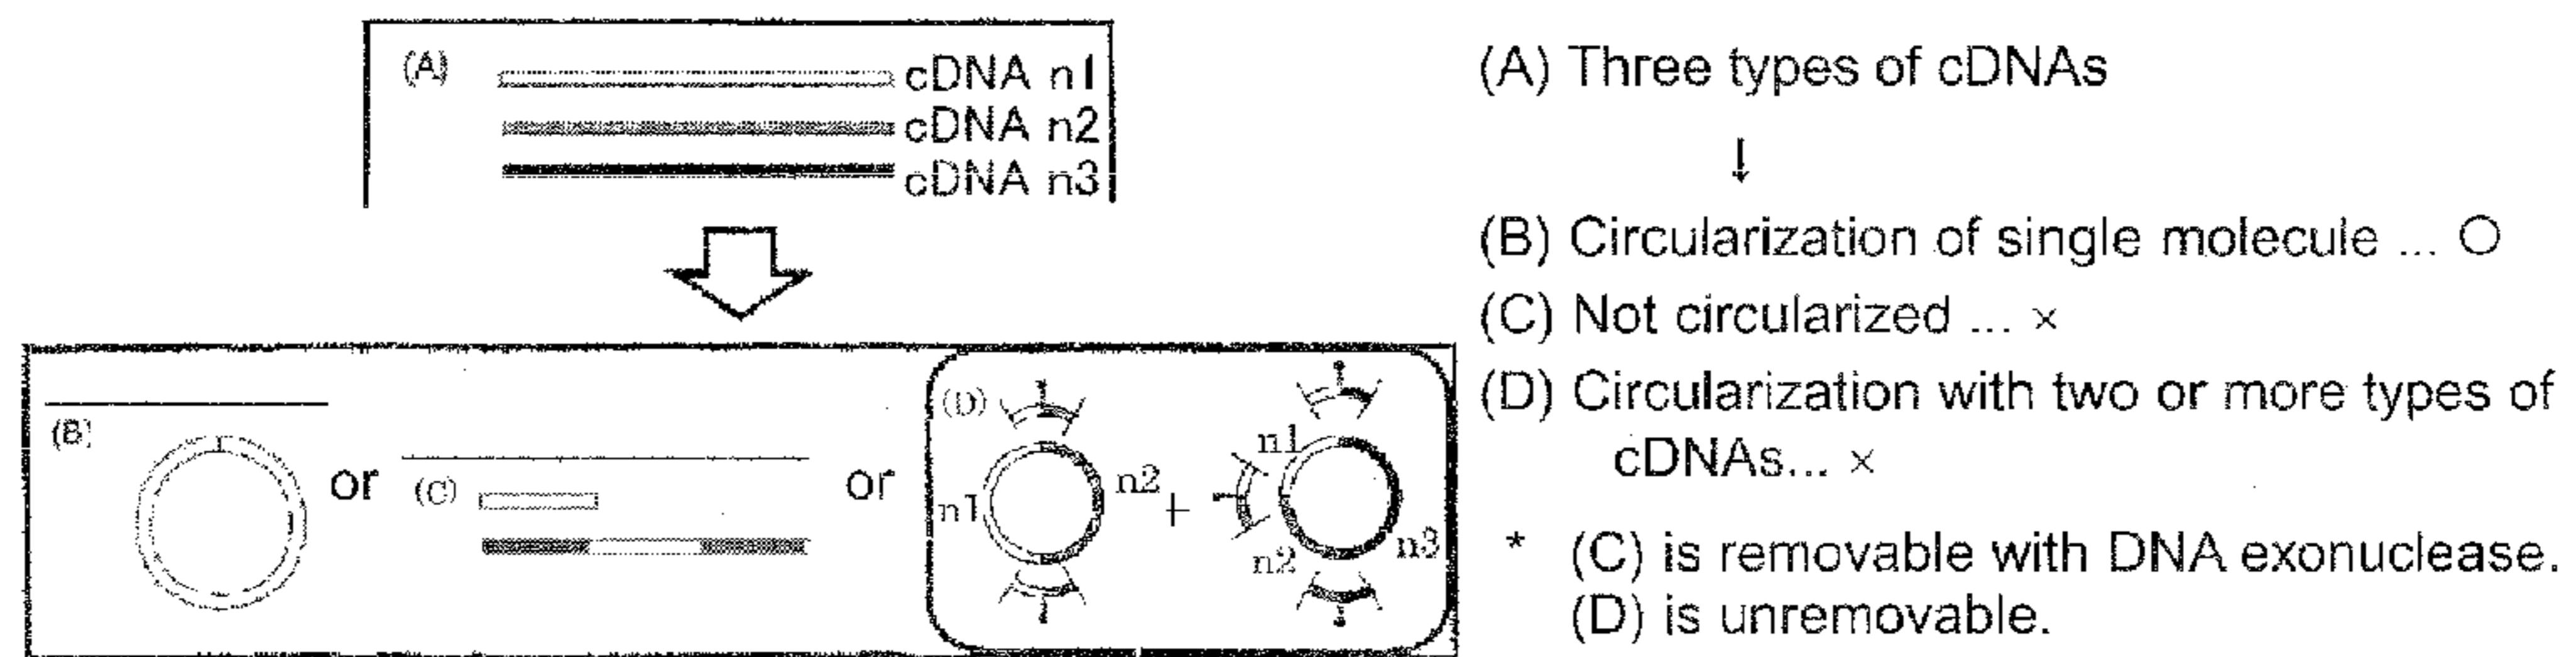 (A)
cDNA n1
cDNA n2
cDNA n3
(B)
or
(C)
or
(D)
n1
n2
+
n1
n2
n3
(A) Three types of cDNAs
↓
(B) Circularization of single molecule ... ○
(C) Not circularized ... ×
(D) Circularization with two or more types of
cDNAs... ×
* (C) is removable with DNA exonuclease.
(D) is unremovable.